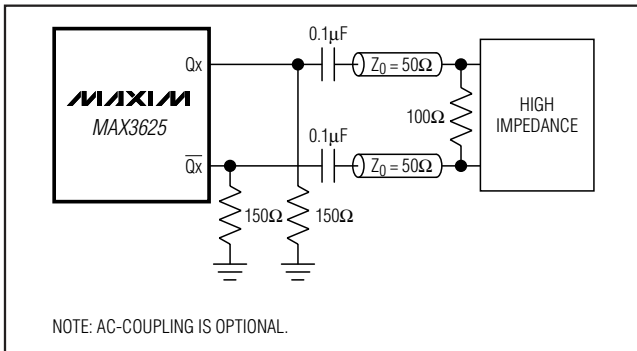 0.1μF
Qx
Z0 = 50Ω
MAXIM
MAX3625
100Ω
HIGH
IMPEDANCE
0.1μF
Q̅x̅
Z0 = 50Ω
150Ω
150Ω
NOTE: AC-COUPLING IS OPTIONAL.